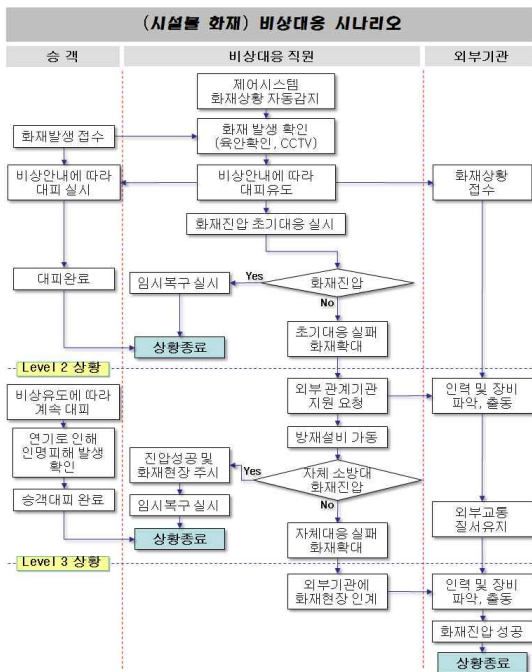 (시설물 화재) 비상대응 시나리오
승 객
비상대응 직원
외부기관
제어시스템
화재상황 자동감지
화재발생 접수
화재 발생 확인
(육안확인, CCTV)
비상안내에 따라
대피 실시
비상안내에 따라
대피유도
화재상황
접수
화재진압 초기대응 실시
대피완료
임시복구 실시
Yes
화재진압
No
상황종료
초기대응 실패
화재확대
Level 2 상황
비상유도에 따라
계속 대피
외부 관계기관
지원 요청
인력 및 장비
파악, 출동
방재설비 가동
연기로 인해
인명피해 발생
확인
진압성공 및
화재현장 주시
Yes
자체 소방대
화재진압
No
승객대피 완료
임시복구 실시
외부교통
질서유지
상황종료
자체대응 실패
화재확대
Level 3 상황
외부기관에
화재현장 인계
인력 및 장비
파악, 출동
화재진압 성공
상황종료